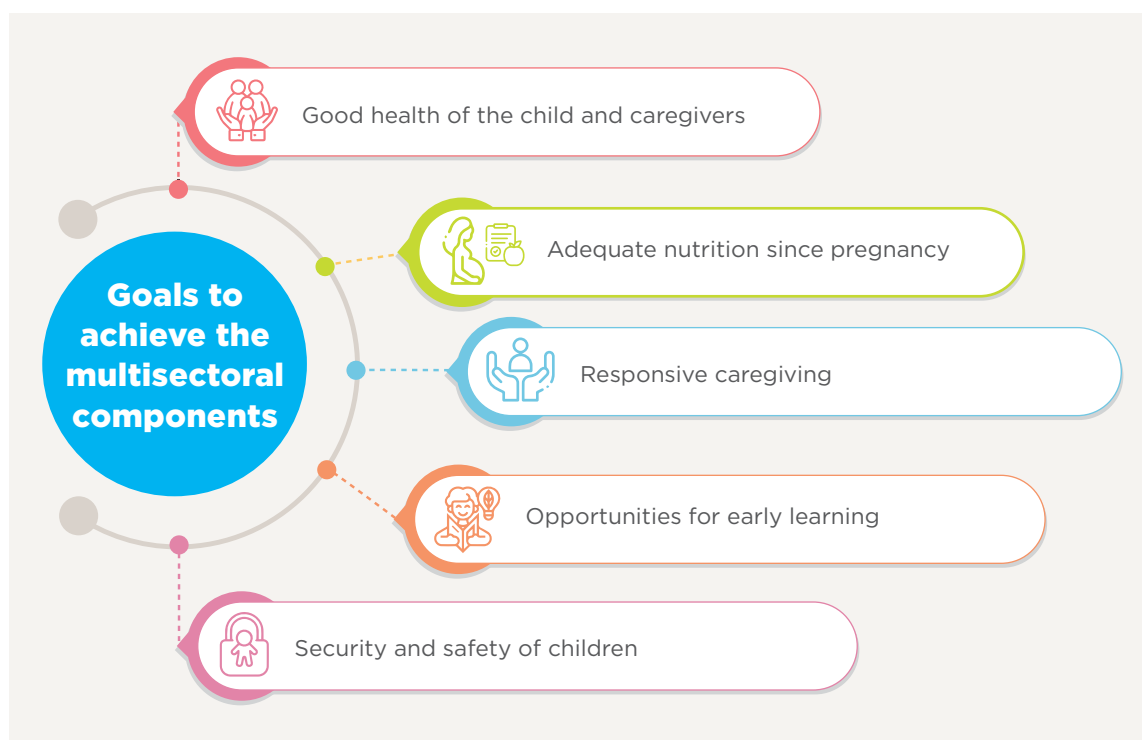 Goals to
achieve the
multisectoral
components
Good health of the child and caregivers
Adequate nutrition since pregnancy
Responsive caregiving
Opportunities for early learning
Security and safety of children